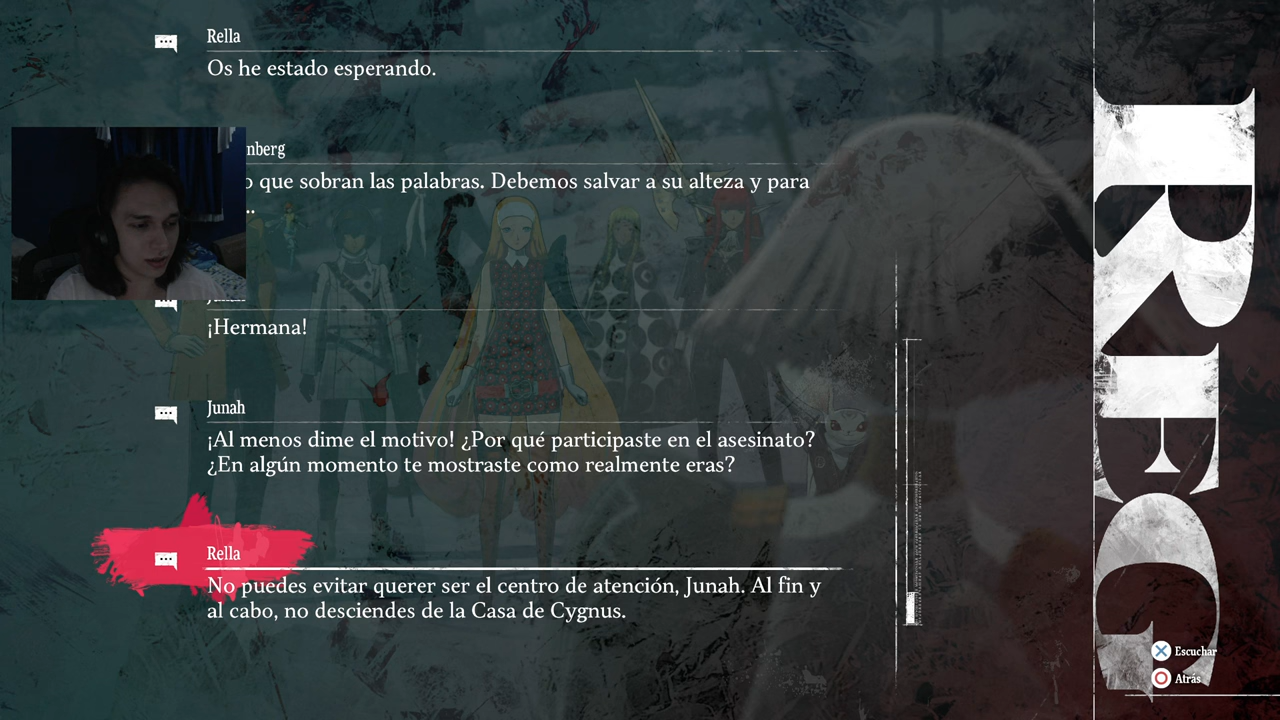 Rella
Os he estado esperando.
nberg
que sobran las palabras. Debemos salvar a su alteza y para
..
¡Hermana!
Junah
¡Al menos dime el motivo! ¿Por qué participaste en el asesinato?
¿En algún momento te mostraste como realmente eras?
Rella
No puedes evitar querer ser el centro de atención, Junah. Al fin y
al cabo, no desciendes de la Casa de Cygnus.
Escuchar
Atrás